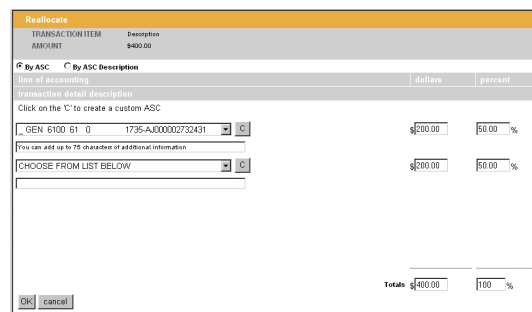 Reallocate
TRANSACTION ITEM Description
AMOUNT $400.00
By ASC By ASC Description
line of accounting dollars percent
transaction detail description
Click on the 'C' to create a custom ASC
_ GEN 6100 61 0 1735-AJ000002732431 C $200.00 50.00 %
You can add up to 75 characters of additional information
CHOOSE FROM LIST BELOW C $200.00 50.00 %
Totals $400.00 100 %
OK cancel